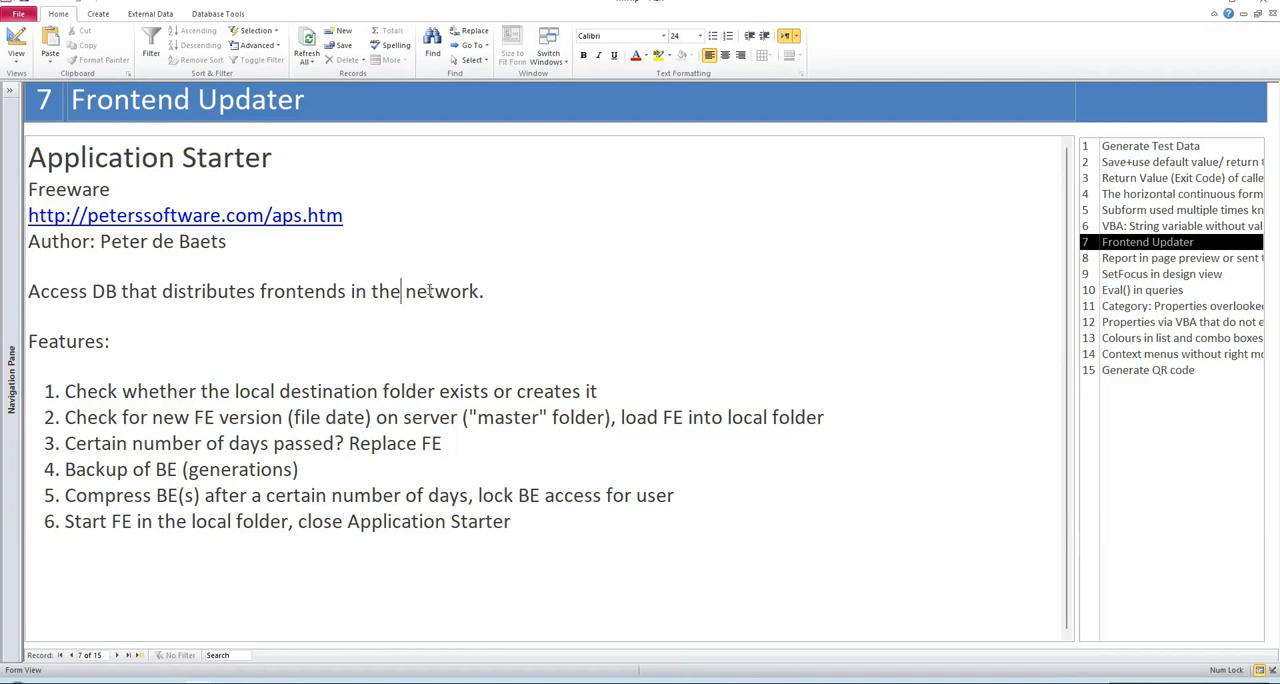 File
Home
Create
External Data
Database Tools
View
Views
Paste
Cut
Copy
Format Painter
Clipboard
Filter
Ascending
Descending
Remove Sort
Selection
Advanced
Toggle Filter
Sort & Filter
Refresh
All
New
Save
Delete
Totals
Spelling
More
Records
Find
Replace
Go To
Select
Find
Size to
Fit Form
Switch
Windows
Window
Calibri
24
B I U A
Text Formatting
7 Frontend Updater
Application Starter
Freeware
http://peterssoftware.com/aps.htm
Author: Peter de Baets
Access DB that distributes frontends in the network.
Features:
1. Check whether the local destination folder exists or creates it
2. Check for new FE version (file date) on server ("master" folder), load FE into local folder
3. Certain number of days passed? Replace FE
4. Backup of BE (generations)
5. Compress BE(s) after a certain number of days, lock BE access for user
6. Start FE in the local folder, close Application Starter
1 Generate Test Data
2 Save+use default value/ return t
3 Return Value (Exit Code) of calle
4 The horizontal continuous form
5 Subform used multiple times kn
6 VBA: String variable without val
7 Frontend Updater
8 Report in page preview or sent t
9 SetFocus in design view
10 Eval() in queries
11 Category: Properties overlooked
12 Properties via VBA that do not e
13 Colours in list and combo boxes
14 Context menus without right mo
15 Generate QR code
Navigation Pane
Record: 7 of 15 No Filter Search
Form View
Num Lock